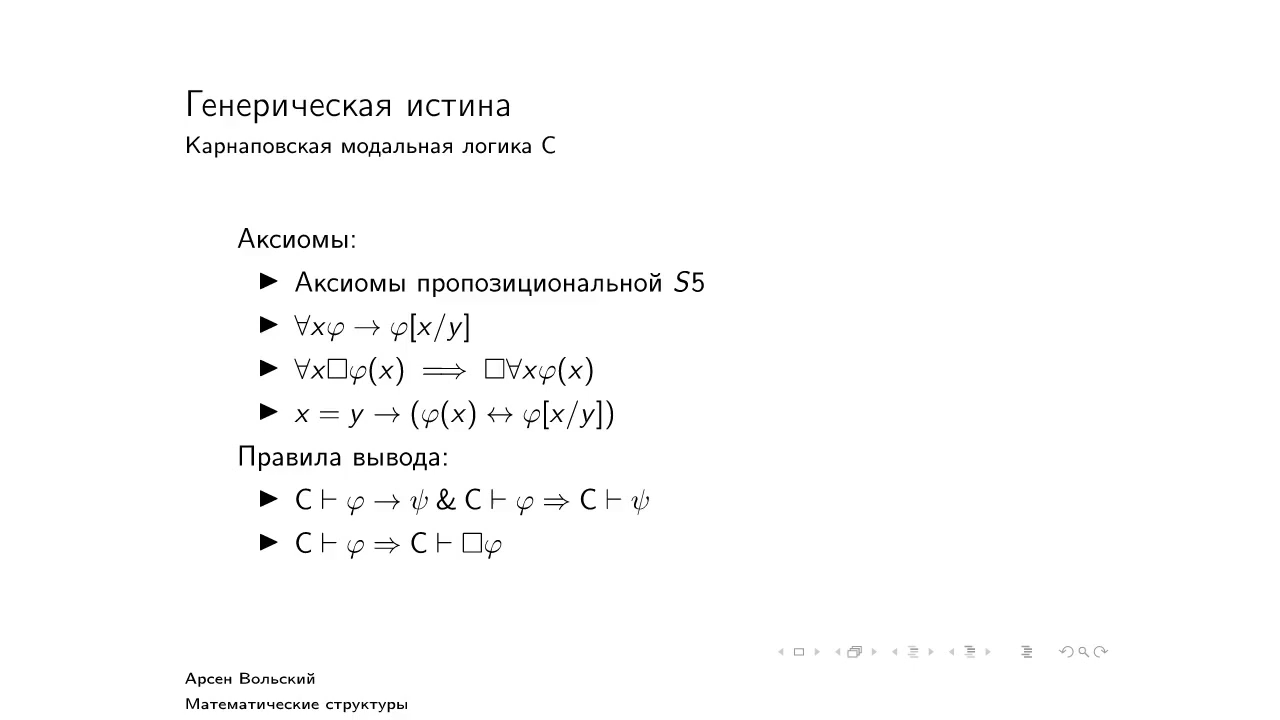 Генерическая истина
Карнаповская модальная логика C
Аксиомы:
▶ Аксиомы пропозициональной S5
▶ ∀xφ → φ[x/y]
▶ ∀x□φ(x) ⟹ □∀xφ(x)
▶ x = y → (φ(x) ↔ φ[x/y])
Правила вывода:
▶ C ⊢ φ → ψ & C ⊢ φ ⇒ C ⊢ ψ
▶ C ⊢ φ ⇒ C ⊢ □φ
Арсен Вольский
Математические структуры